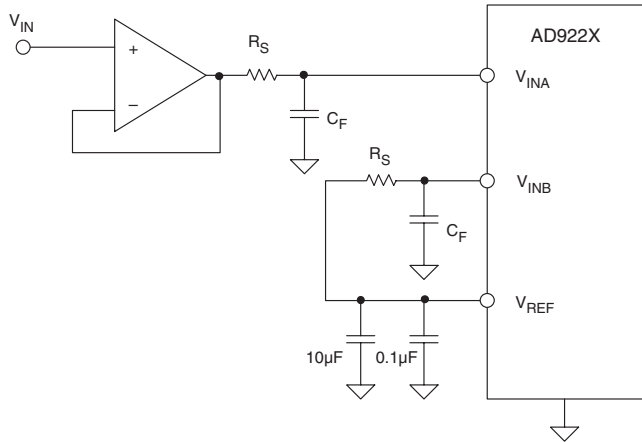 V_IN
AD922X
R_S
+
V_INA
−
C_F
R_S
V_INB
C_F
V_REF
10µF 0.1µF